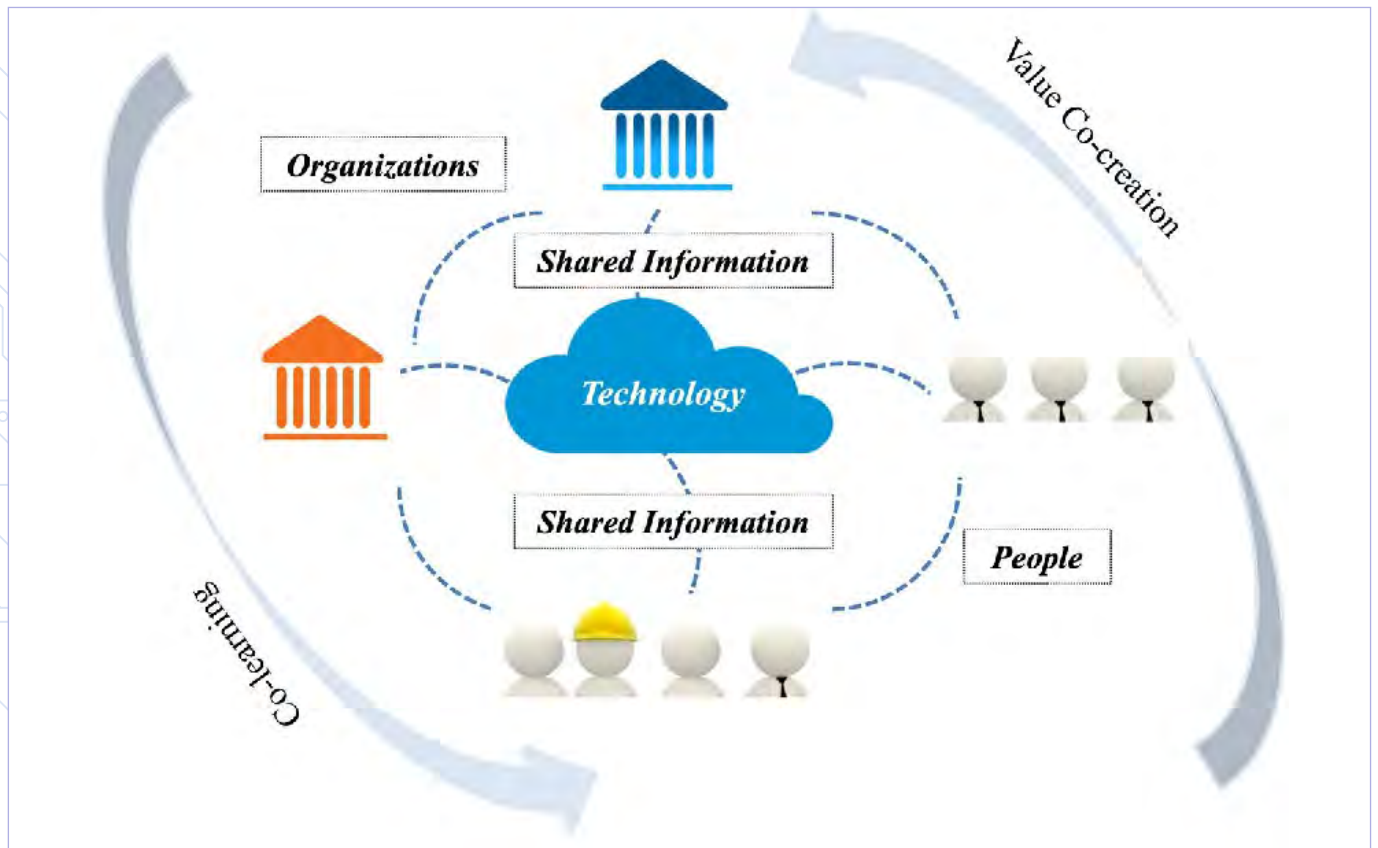 Value Co-creation
Organizations
Shared Information
Technology
Shared Information
People
Co-learning